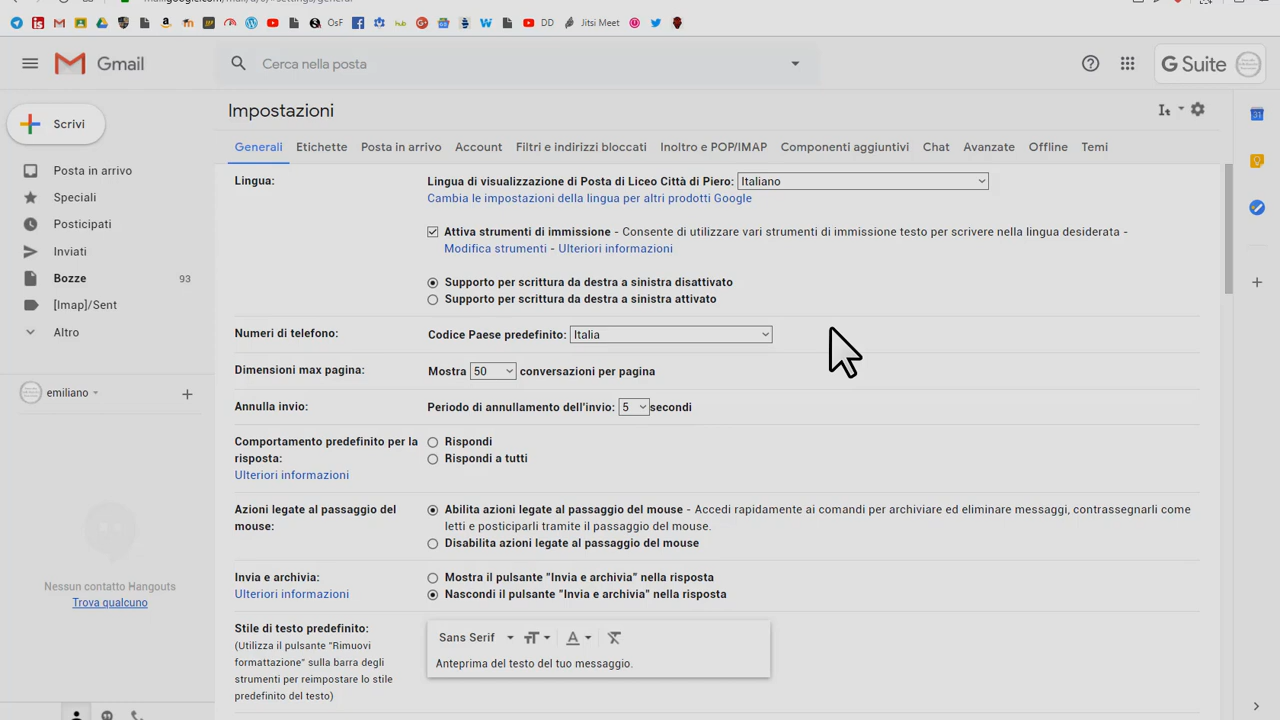 OsF
hub
DD
Jitsi Meet
Gmail
Cerca nella posta
G Suite
Scrivi
Posta in arrivo
Speciali
Posticipati
Inviati
Bozze 93
[Imap]/Sent
Altro
emiliano
Nessun contatto Hangouts
Trova qualcuno
Impostazioni
Generali Etichette Posta in arrivo Account Filtri e indirizzi bloccati Inoltro e POP/IMAP Componenti aggiuntivi Chat Avanzate Offline Temi
Lingua: Lingua di visualizzazione di Posta di Liceo Città di Piero: Italiano
Cambia le impostazioni della lingua per altri prodotti Google
Attiva strumenti di immissione - Consente di utilizzare vari strumenti di immissione testo per scrivere nella lingua desiderata -
Modifica strumenti - Ulteriori informazioni
Supporto per scrittura da destra a sinistra disattivato
Supporto per scrittura da destra a sinistra attivato
Numeri di telefono: Codice Paese predefinito: Italia
Dimensioni max pagina: Mostra 50 conversazioni per pagina
Annulla invio: Periodo di annullamento dell'invio: 5 secondi
Comportamento predefinito per la
risposta:
Ulteriori informazioni
Rispondi
Rispondi a tutti
Azioni legate al passaggio del
mouse:
Abilita azioni legate al passaggio del mouse - Accedi rapidamente ai comandi per archiviare ed eliminare messaggi, contrassegnarli come
letti e posticiparli tramite il passaggio del mouse.
Disabilita azioni legate al passaggio del mouse
Invia e archivia:
Ulteriori informazioni
Mostra il pulsante "Invia e archivia" nella risposta
Nascondi il pulsante "Invia e archivia" nella risposta
Stile di testo predefinito:
(Utilizza il pulsante "Rimuovi
formattazione" sulla barra degli
strumenti per reimpostare lo stile
predefinito del testo)
Sans Serif
Anteprima del testo del tuo messaggio.
31